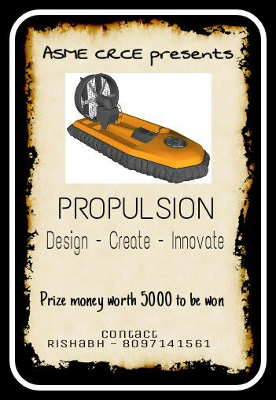 ASME CRCE presents
PROPULSION
Design - Create - Innovate
Prize money worth 5000 to be won
contact
RISHABH - 8097141561